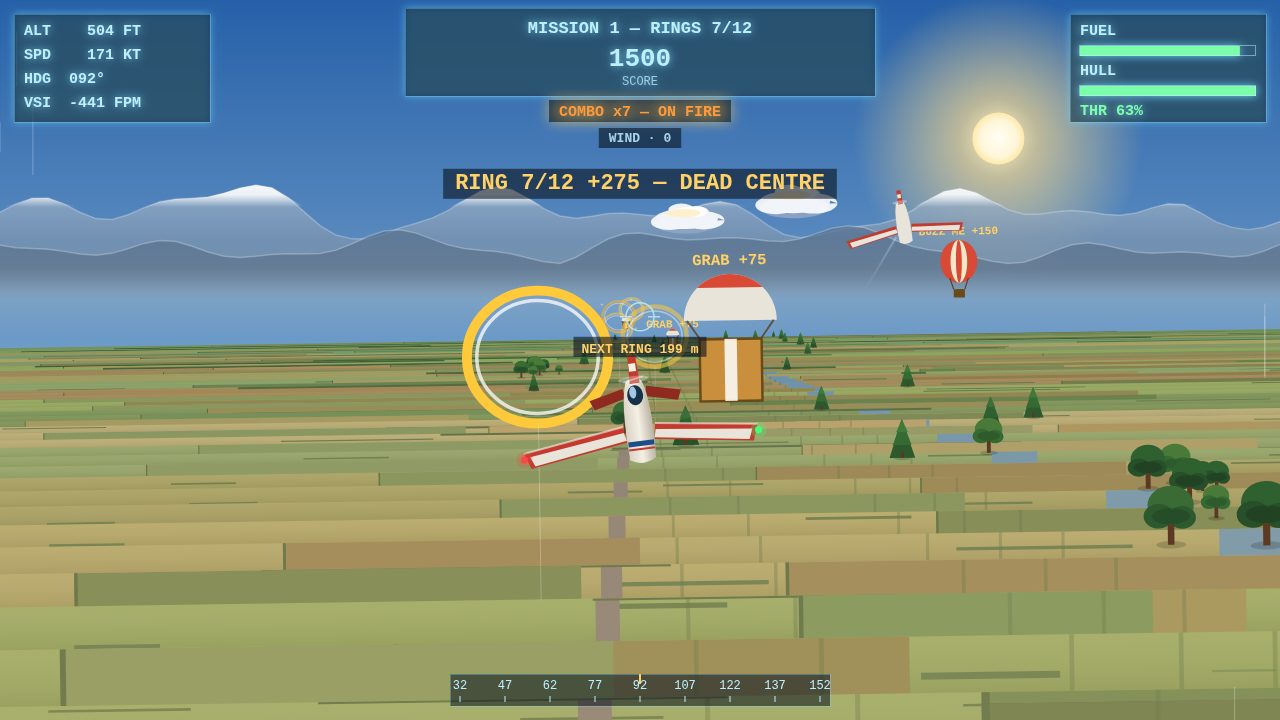 ALT 504 FT
SPD 171 KT
HDG 092°
VSI -441 FPM
MISSION 1 — RINGS 7/12
1500
SCORE
COMBO x7 — ON FIRE
WIND · 0
RING 7/12 +275 — DEAD CENTRE
FUEL
HULL
THR 63%
BUZZ ME +150
GRAB +75
GRAB +75
NEXT RING 199 m
32 47 62 77 92 107 122 137 152